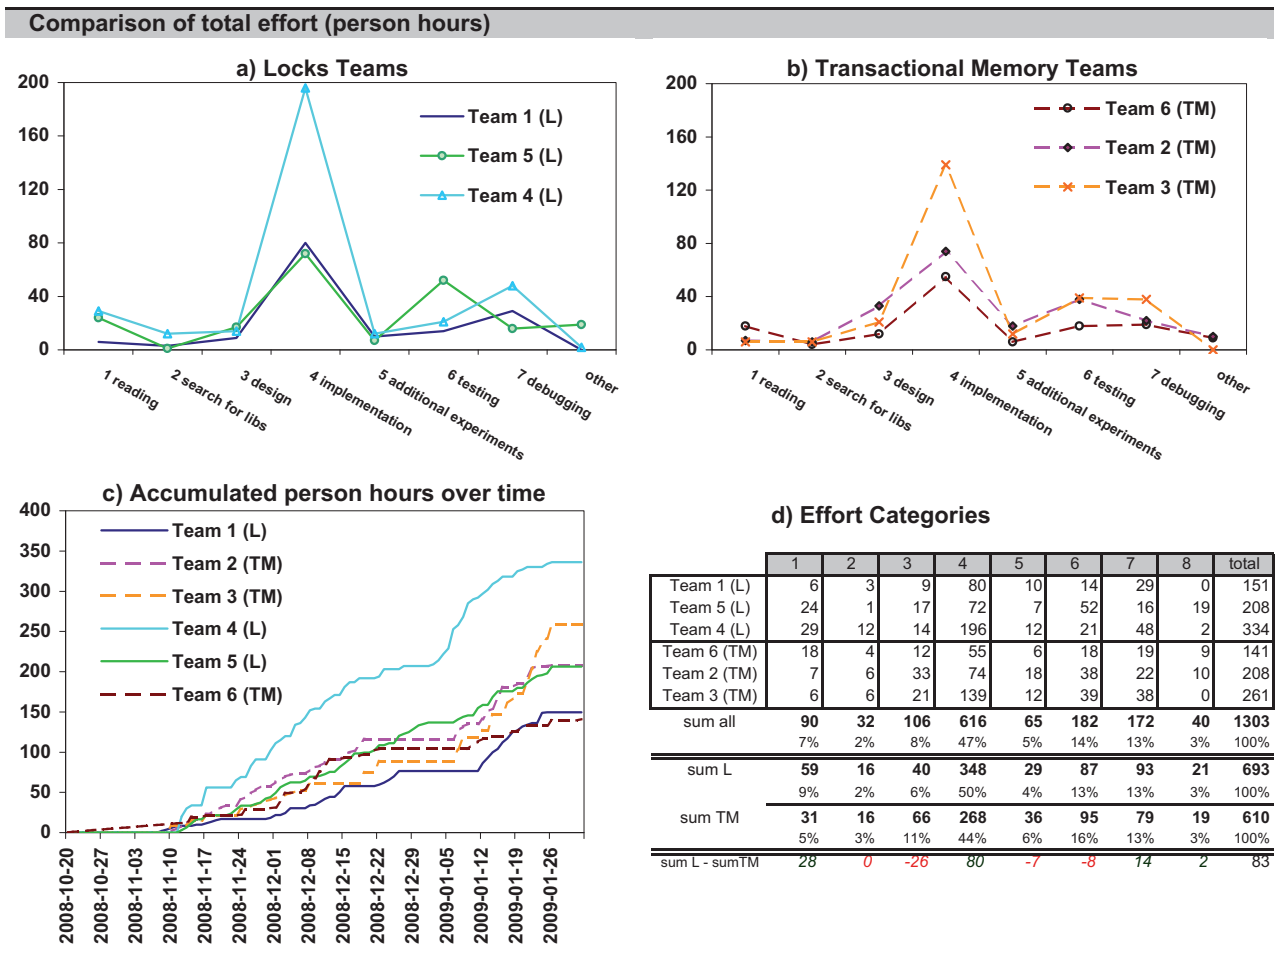 Comparison of total effort (person hours)
a) Locks Teams
200
160
120
80
40
0
Team 1 (L)
Team 5 (L)
Team 4 (L)
1 reading
2 search for libs
3 design
4 implementation
5 additional experiments
6 testing
7 debugging
other
b) Transactional Memory Teams
200
160
120
80
40
0
Team 6 (TM)
Team 2 (TM)
Team 3 (TM)
1 reading
2 search for libs
3 design
4 implementation
5 additional experiments
6 testing
7 debugging
other
c) Accumulated person hours over time
400
350
300
250
200
150
100
50
0
Team 1 (L)
Team 2 (TM)
Team 3 (TM)
Team 4 (L)
Team 5 (L)
Team 6 (TM)
2008-10-20
2008-10-27
2008-11-03
2008-11-10
2008-11-17
2008-11-24
2008-12-01
2008-12-08
2008-12-15
2008-12-22
2008-12-29
2009-01-05
2009-01-12
2009-01-19
2009-01-26
d) Effort Categories
1 2 3 4 5 6 7 8 total
Team 1 (L) 6 3 9 80 10 14 29 0 151
Team 5 (L) 24 1 17 72 7 52 16 19 208
Team 4 (L) 29 12 14 196 12 21 48 2 334
Team 6 (TM) 18 4 12 55 6 18 19 9 141
Team 2 (TM) 7 6 33 74 18 38 22 10 208
Team 3 (TM) 6 6 21 139 12 39 38 0 261
sum all 90 32 106 616 65 182 172 40 1303
7% 2% 8% 47% 5% 14% 13% 3% 100%
sum L 59 16 40 348 29 87 93 21 693
9% 2% 6% 50% 4% 13% 13% 3% 100%
sum TM 31 16 66 268 36 95 79 19 610
5% 3% 11% 44% 6% 16% 13% 3% 100%
sum L - sumTM 28 0 -26 80 -7 -8 14 2 83